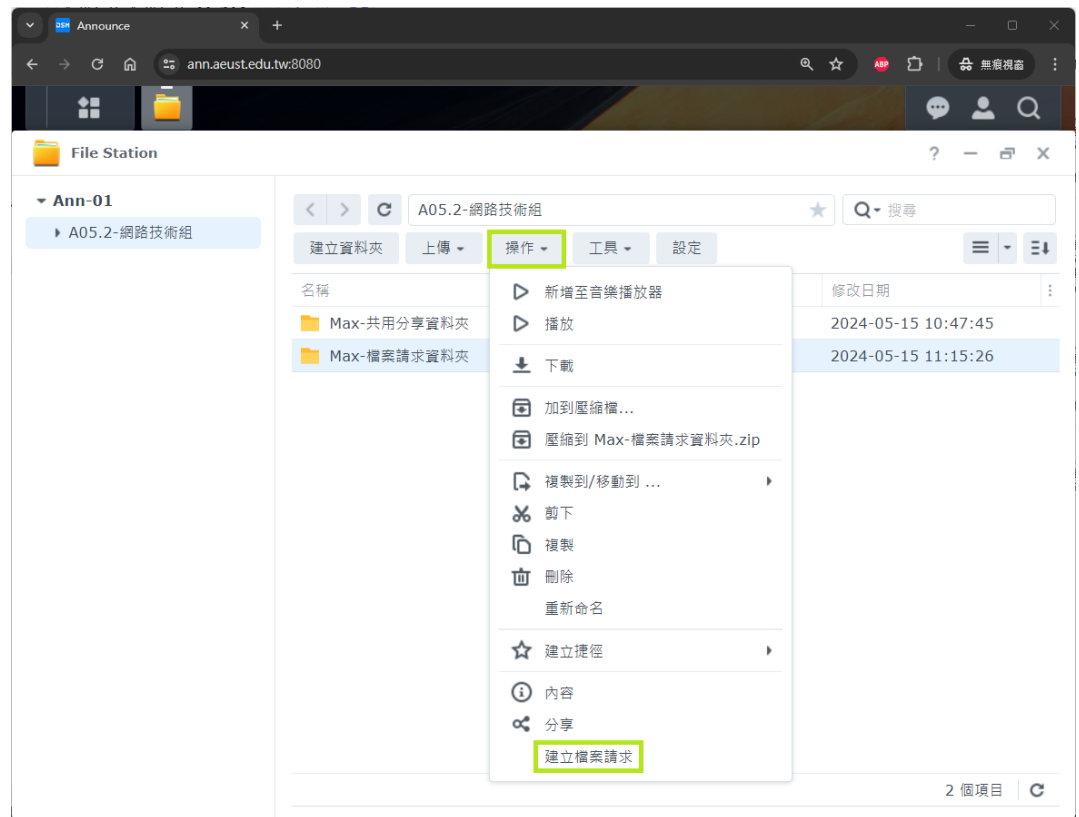 Announce
ann.aeust.edu.tw:8080
ABP
無痕視窗
File Station
Ann-01
A05.2-網路技術組
A05.2-網路技術組
搜尋
建立資料夾 上傳 操作 工具 設定
名稱 修改日期
Max-共用分享資料夾 2024-05-15 10:47:45
Max-檔案請求資料夾 2024-05-15 11:15:26
新增至音樂播放器
播放
下載
加到壓縮檔...
壓縮到 Max-檔案請求資料夾.zip
複製到/移動到 ...
剪下
複製
刪除
重新命名
建立捷徑
內容
分享
建立檔案請求
2 個項目